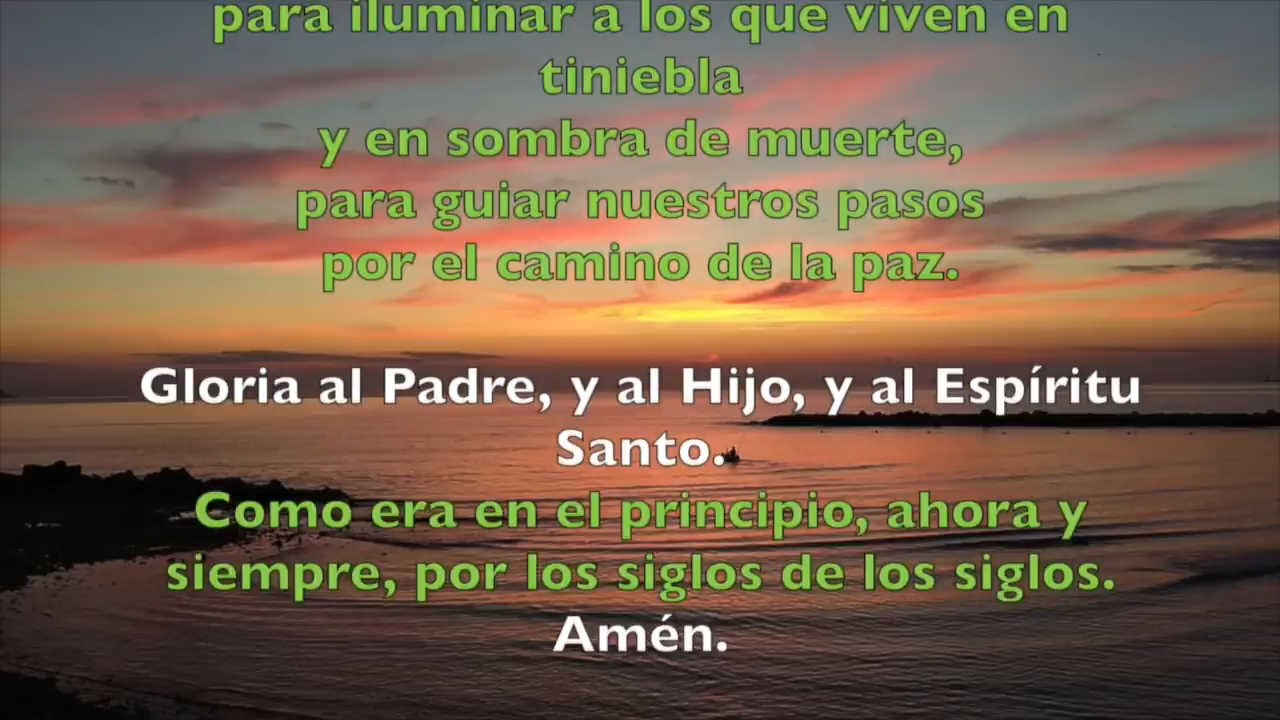 para iluminar a los que viven en
tiniebla
y en sombra de muerte,
para guiar nuestros pasos
por el camino de la paz.
Gloria al Padre, y al Hijo, y al Espíritu
Santo.
Como era en el principio, ahora y
siempre, por los siglos de los siglos.
Amén.